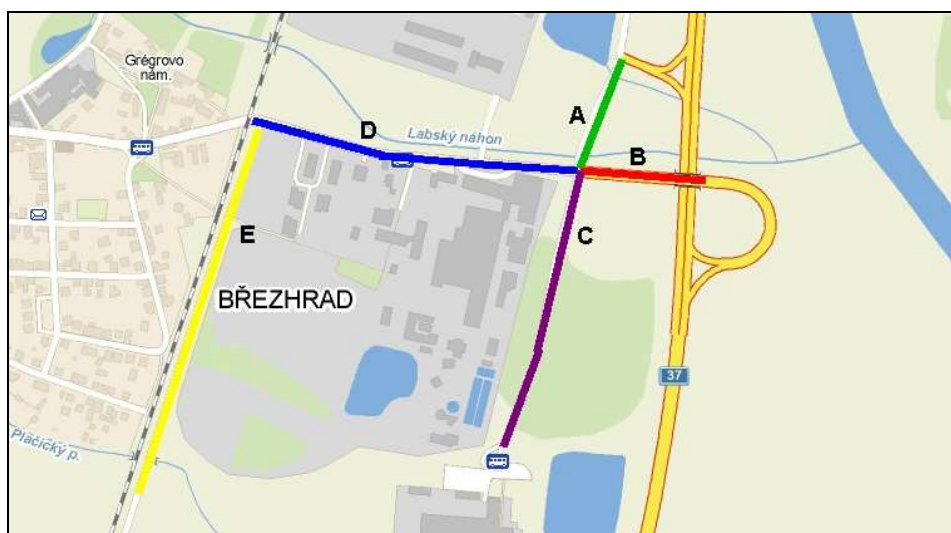 Grégrovo
nám.
A
D
Labský náhon
B
E
C
BŘEZHRAD
37
Plačický p.